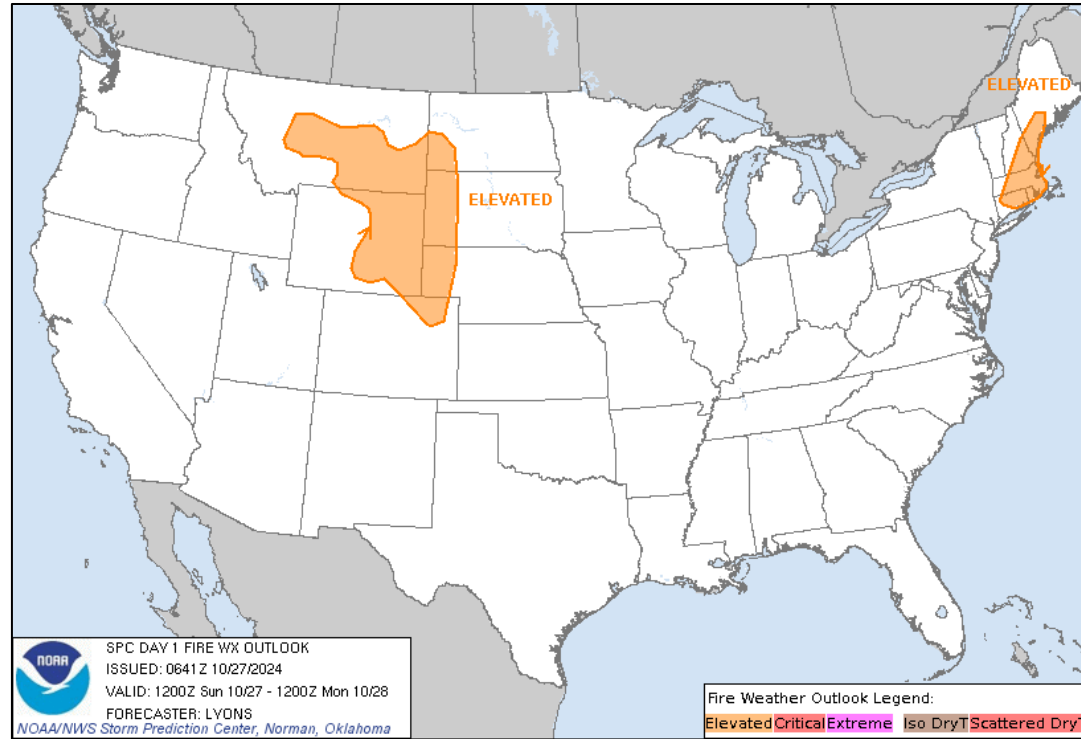 ELEVATED
ELEVATED
NOAA
SPC DAY 1 FIRE WX OUTLOOK
ISSUED: 0641Z 10/27/2024
VALID: 1200Z Sun 10/27 - 1200Z Mon 10/28
FORECASTER: LYONS
NOAA/NWS Storm Prediction Center, Norman, Oklahoma
Fire Weather Outlook Legend:
Elevated Critical Extreme Iso DryT Scattered DryT